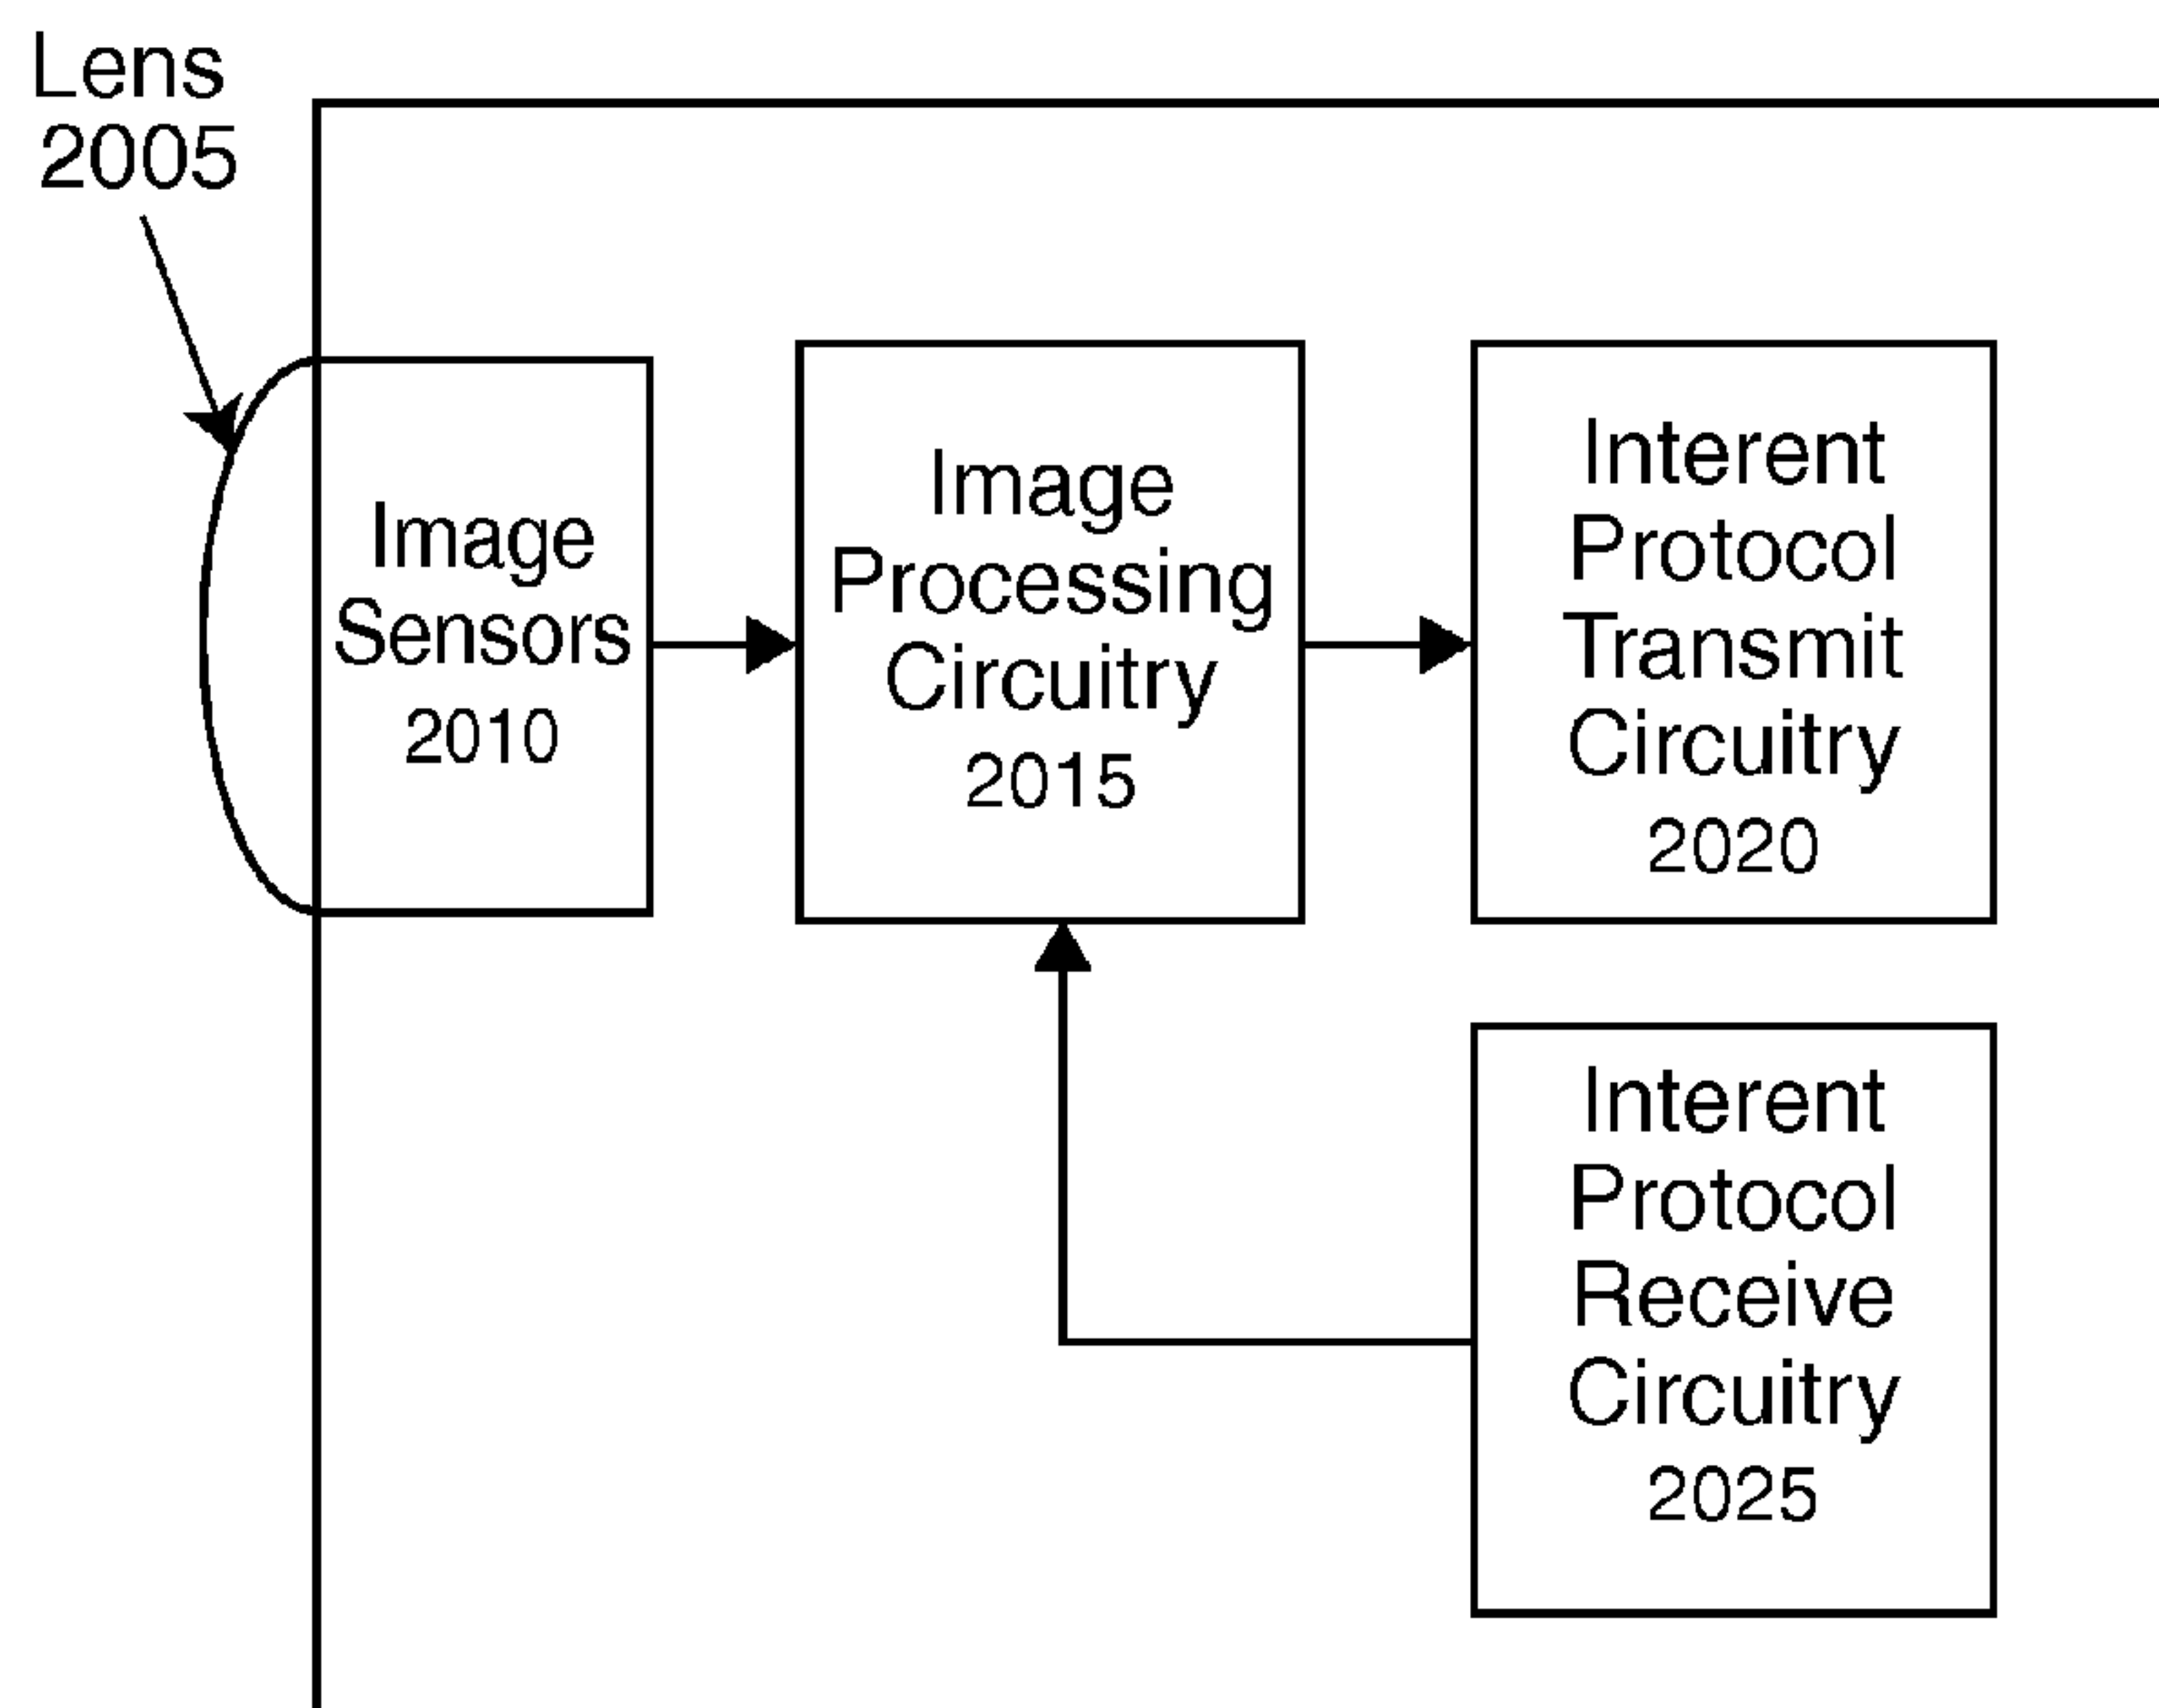 Lens
2005
Image
Sensors
2010
Image
Processing
Circuitry
2015
Interent
Protocol
Transmit
Circuitry
2020
Interent
Protocol
Receive
Circuitry
2025